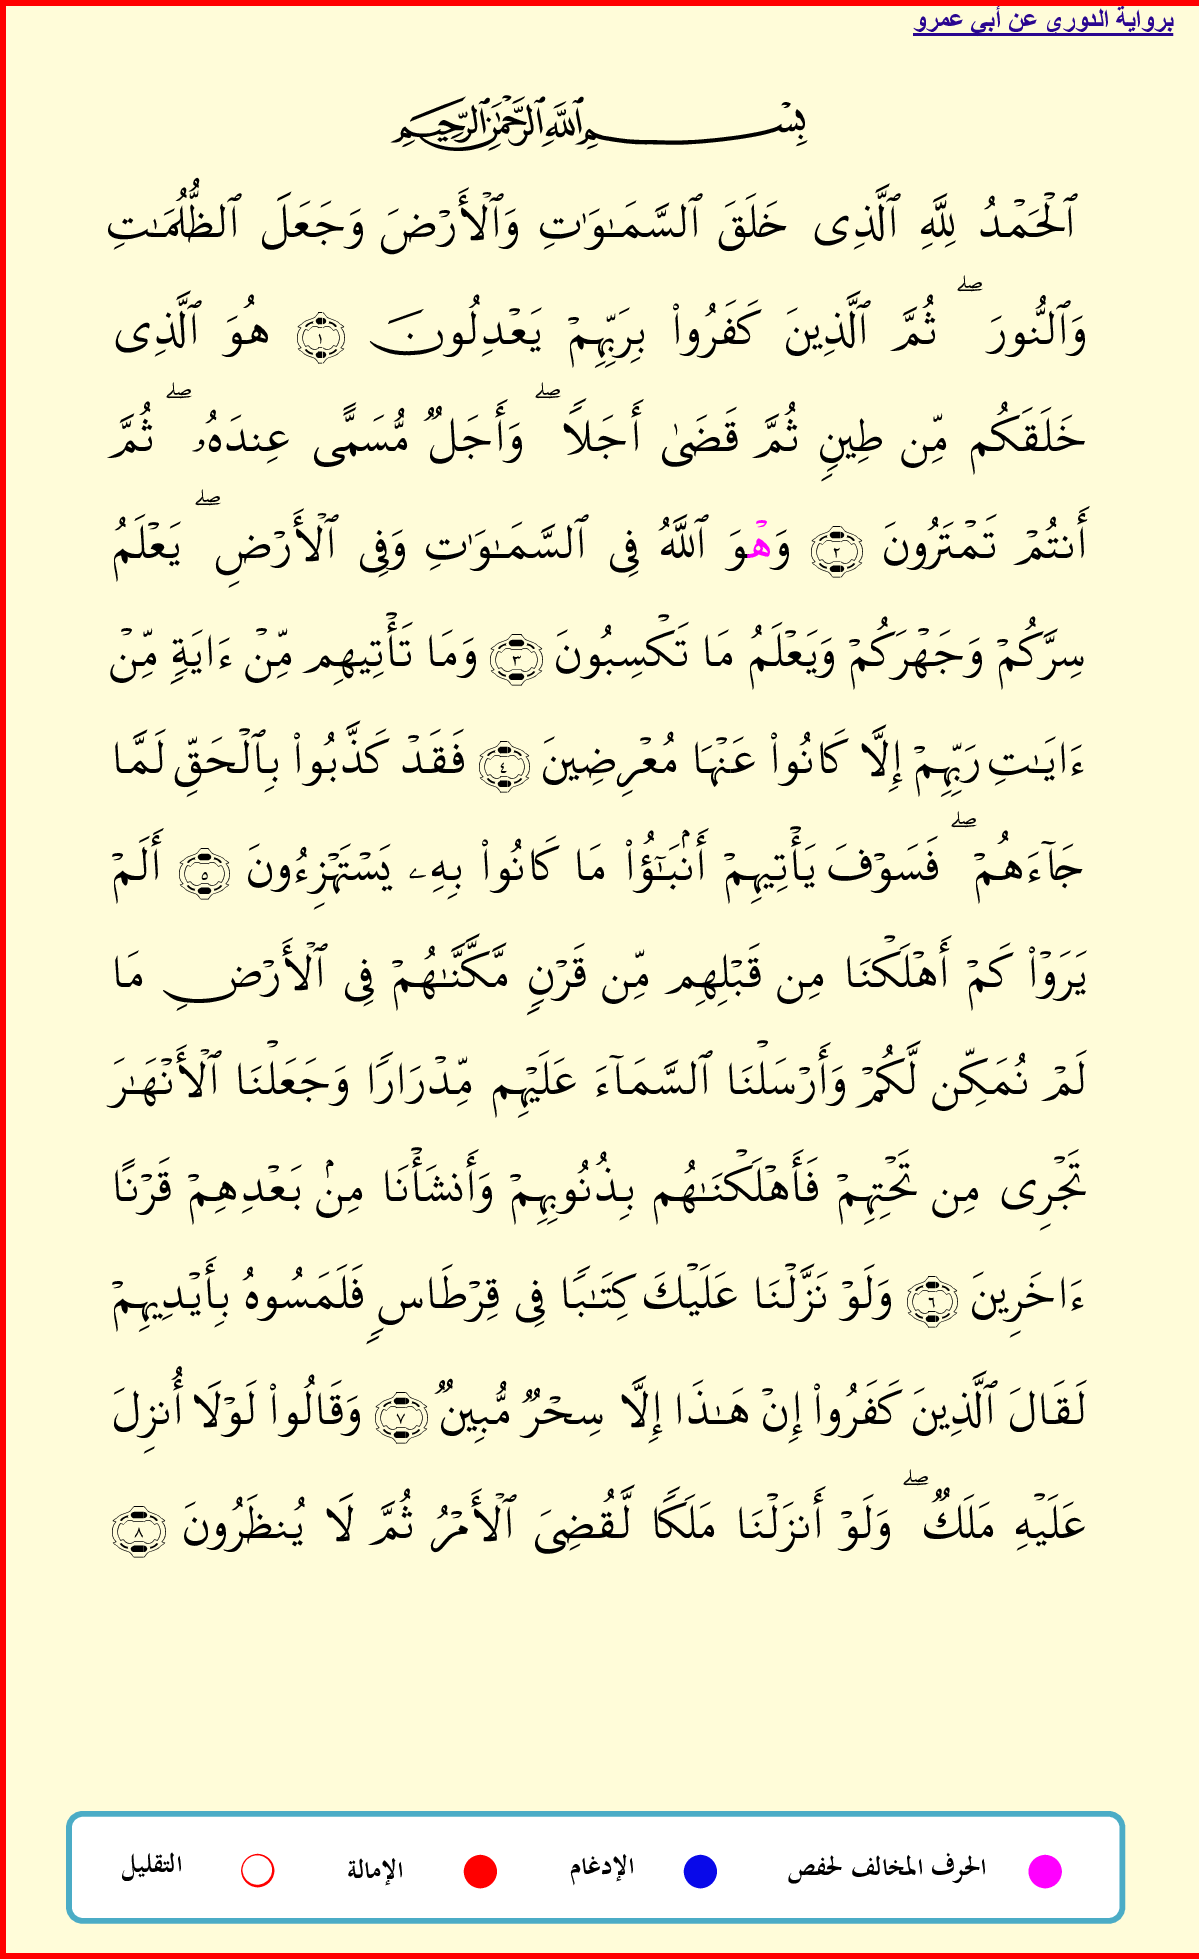 برواية الدوري عن أبي عمرو
بِسْمِ ٱللَّهِ ٱلرَّحْمَٰنِ ٱلرَّحِيمِ
ٱلْحَمْدُ لِلَّهِ ٱلَّذِى خَلَقَ ٱلسَّمَٰوَٰتِ وَٱلْأَرْضَ وَجَعَلَ ٱلظُّلُمَٰتِ
وَٱلنُّورَ ۖ ثُمَّ ٱلَّذِينَ كَفَرُوا۟ بِرَبِّهِمْ يَعْدِلُونَ ١ هُوَ ٱلَّذِى
خَلَقَكُم مِّن طِينٍ ثُمَّ قَضَىٰ أَجَلًا ۖ وَأَجَلٌ مُّسَمًّى عِندَهُۥ ۖ ثُمَّ
أَنتُمْ تَمْتَرُونَ ٢ وَهْوَ ٱللَّهُ فِى ٱلسَّمَٰوَٰتِ وَفِى ٱلْأَرْضِ ۖ يَعْلَمُ
سِرَّكُمْ وَجَهْرَكُمْ وَيَعْلَمُ مَا تَكْسِبُونَ ٣ وَمَا تَأْتِيهِم مِّنْ ءَايَةٍ مِّنْ
ءَايَٰتِ رَبِّهِمْ إِلَّا كَانُوا۟ عَنْهَا مُعْرِضِينَ ٤ فَقَدْ كَذَّبُوا۟ بِٱلْحَقِّ لَمَّا
جَآءَهُمْ ۖ فَسَوْفَ يَأْتِيهِمْ أَنۢبَٰٓؤُا۟ مَا كَانُوا۟ بِهِۦ يَسْتَهْزِءُونَ ٥ أَلَمْ
يَرَوْا۟ كَمْ أَهْلَكْنَا مِن قَبْلِهِم مِّن قَرْنٍ مَّكَّنَّٰهُمْ فِى ٱلْأَرْضِ مَا
لَمْ نُمَكِّن لَّكُمْ وَأَرْسَلْنَا ٱلسَّمَآءَ عَلَيْهِم مِّدْرَارًا وَجَعَلْنَا ٱلْأَنْهَٰرَ
تَجْرِى مِن تَحْتِهِمْ فَأَهْلَكْنَٰهُم بِذُنُوبِهِمْ وَأَنشَأْنَا مِنۢ بَعْدِهِمْ قَرْنًا
ءَاخَرِينَ ٦ وَلَوْ نَزَّلْنَا عَلَيْكَ كِتَٰبًا فِى قِرْطَاسٍ فَلَمَسُوهُ بِأَيْدِيهِمْ
لَقَالَ ٱلَّذِينَ كَفَرُوا۟ إِنْ هَٰذَا إِلَّا سِحْرٌ مُّبِينٌ ٧ وَقَالُوا۟ لَوْلَا أُنزِلَ
عَلَيْهِ مَلَكٌ ۖ وَلَوْ أَنزَلْنَا مَلَكًا لَّقُضِىَ ٱلْأَمْرُ ثُمَّ لَا يُنظَرُونَ ٨
الحرف المخالف لحفص الإدغام الإمالة التقليل